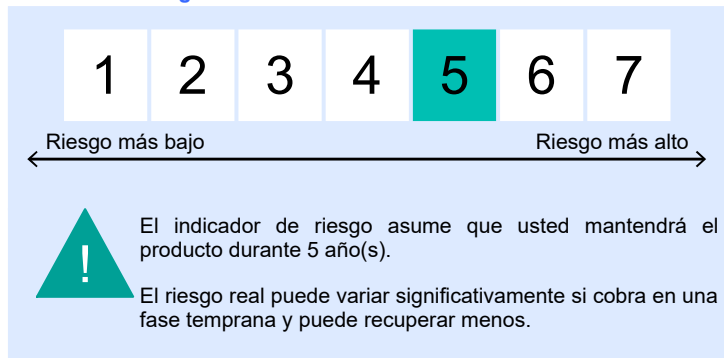 1 2 3 4 5 6 7
Riesgo más bajo Riesgo más alto
!
El indicador de riesgo asume que usted mantendrá el
producto durante 5 año(s).
El riesgo real puede variar significativamente si cobra en una
fase temprana y puede recuperar menos.